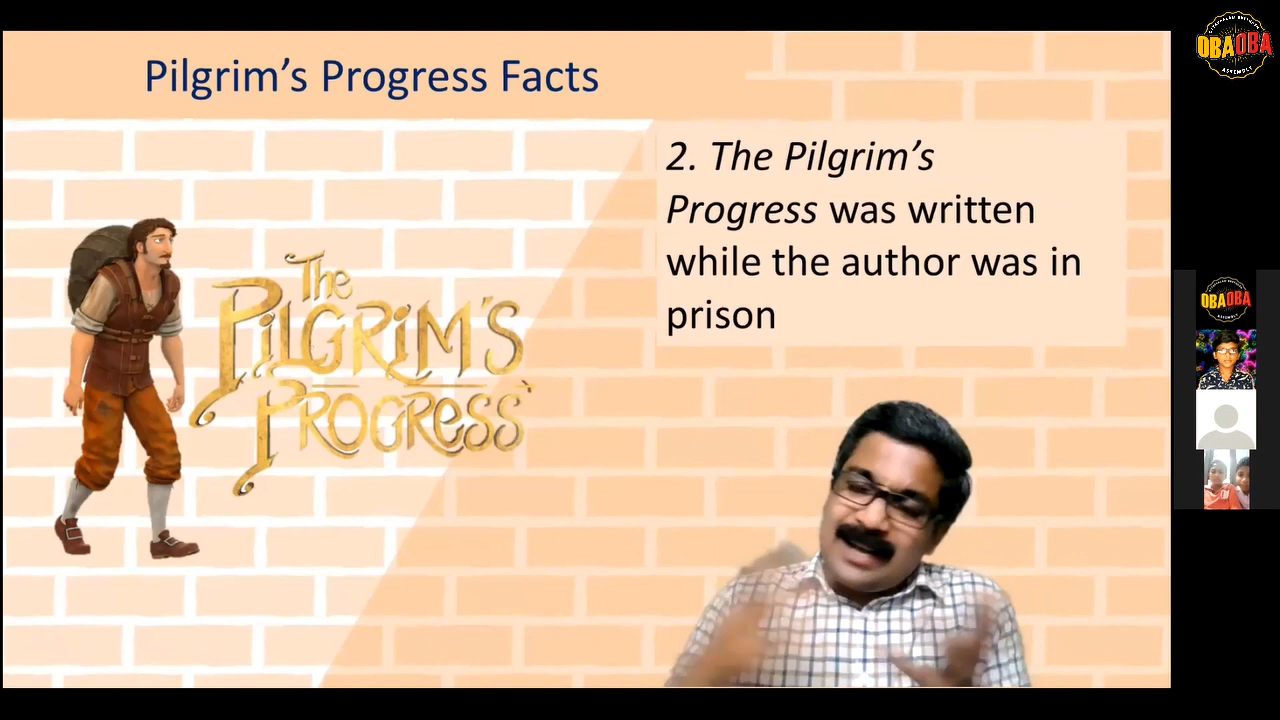 Pilgrim’s Progress Facts
2. The Pilgrim’s
Progress was written
while the author was in
prison
The
PILGRIM'S
PROGRESS
OBAOBA
ASSEMBLY
OBAOBA